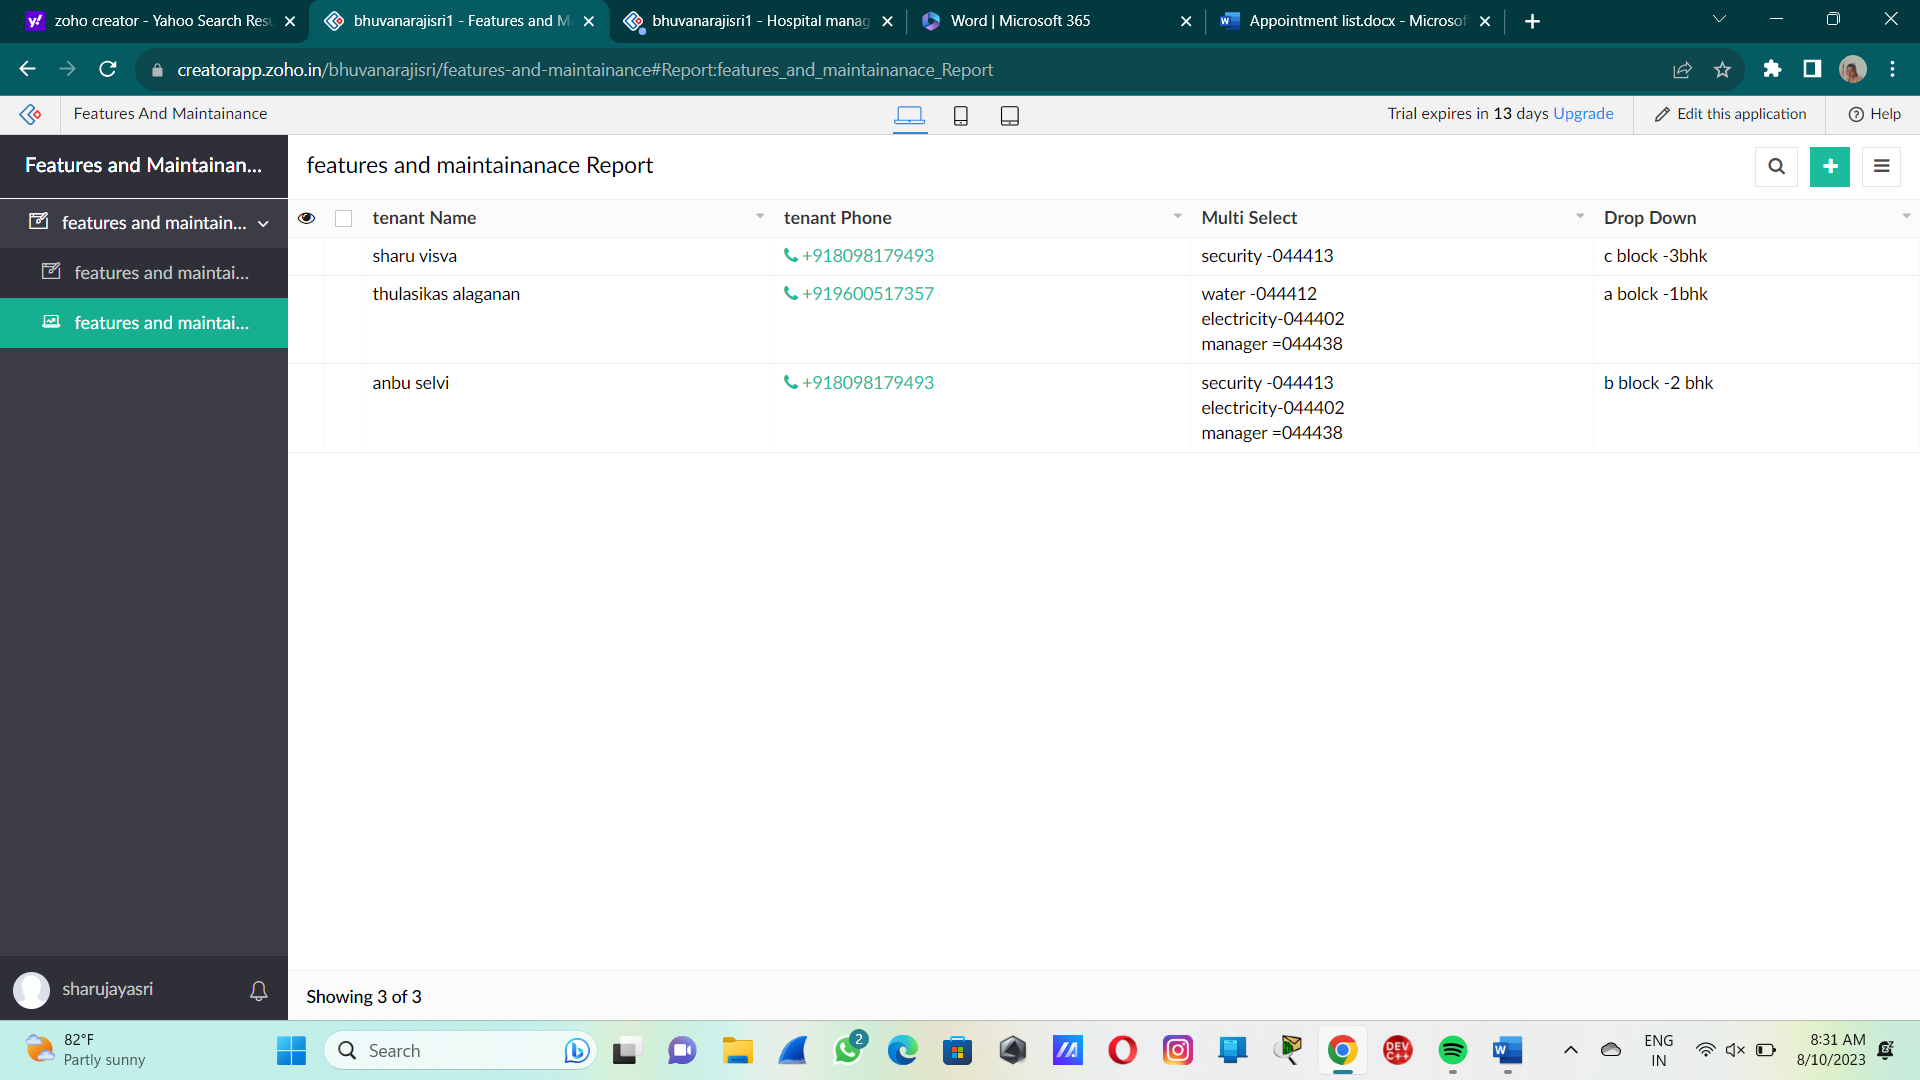 zoho creator - Yahoo Search Resu
bhuvanarajisri1 - Features and M
bhuvanarajisri1 - Hospital manag
Word | Microsoft 365
Appointment list.docx - Microsof
creatorapp.zoho.in/bhuvanarajisri/features-and-maintainance#Report:features_and_maintainanace_Report
Features And Maintainance
Trial expires in 13 days Upgrade
Edit this application
Help
Features and Maintainan...
features and maintainanace Report
features and maintain...
features and maintai...
features and maintai...
tenant Name
tenant Phone
Multi Select
Drop Down
sharu visva
+918098179493
security -044413
c block -3bhk
thulasikas alaganan
+919600517357
water -044412
electricity-044402
manager =044438
a bolck -1bhk
anbu selvi
+918098179493
security -044413
electricity-044402
manager =044438
b block -2 bhk
sharujayasri
Showing 3 of 3
82°F
Partly sunny
Search
2
DEV
C++
ENG
IN
8:31 AM
8/10/2023